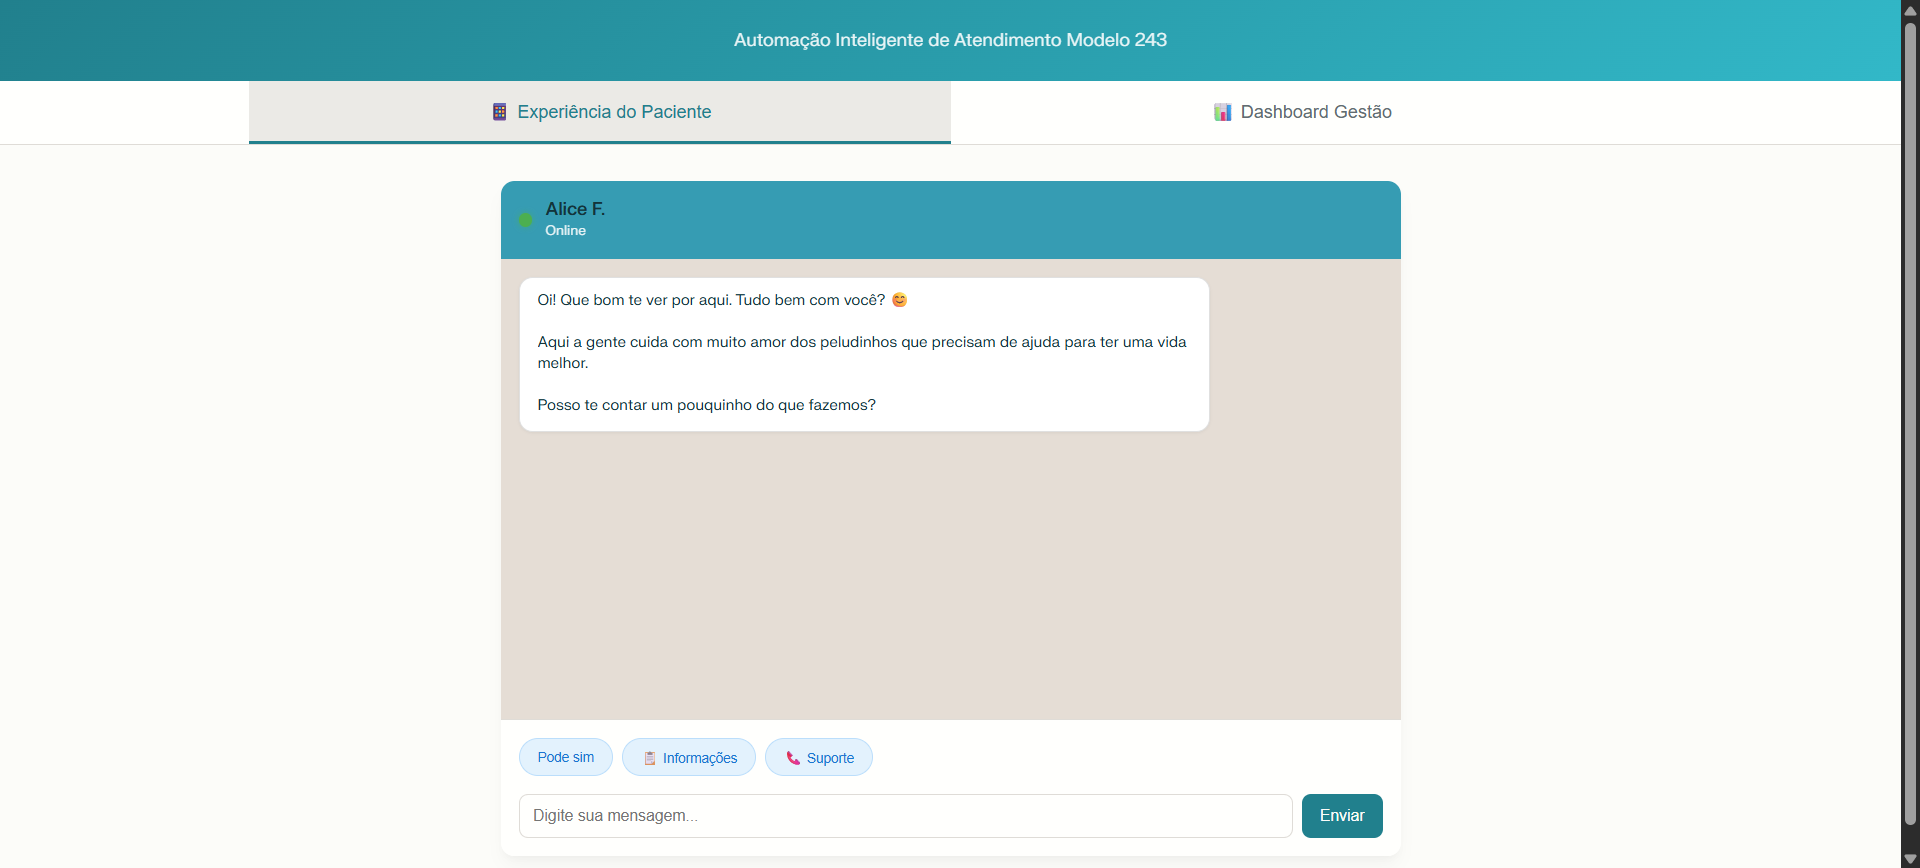 Automação Inteligente de Atendimento Modelo 243
Experiência do Paciente
Dashboard Gestão
Alice F.
Online
Oi! Que bom te ver por aqui. Tudo bem com você? 😊
Aqui a gente cuida com muito amor dos peludinhos que precisam de ajuda para ter uma vida
melhor.
Posso te contar um pouquinho do que fazemos?
Pode sim
Informações
Suporte
Digite sua mensagem...
Enviar